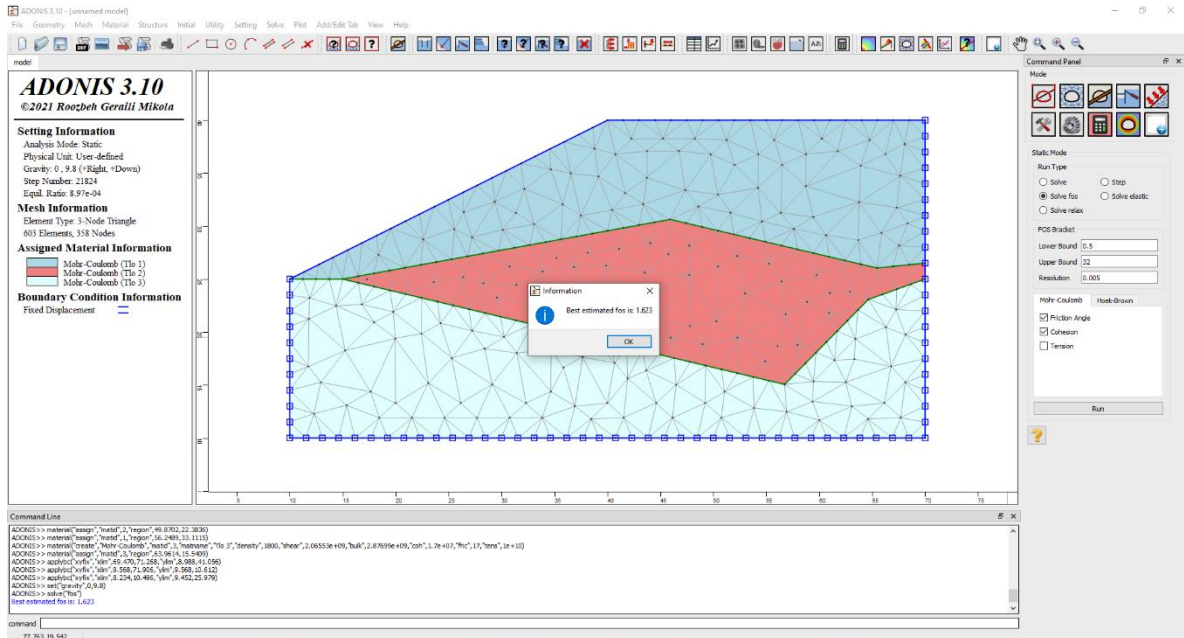 ADONIS 3.10 - [unnamed model]
File Geometry Mesh Material Structure Initial Utility Setting Solve Plot Add/Edit Tab View Help
model
ADONIS 3.10
©2021 Roozbeh Geraili Mikola
Setting Information
Analysis Mode: Static
Physical Unit: User-defined
Gravity: 0 , 9.8 (+Right, +Down)
Step Number: 21824
Equil. Ratio: 8.97e-04
Mesh Information
Element Type: 3-Node Triangle
603 Elements, 358 Nodes
Assigned Material Information
Mohr-Coulomb (Tlo 1)
Mohr-Coulomb (Tlo 2)
Mohr-Coulomb (Tlo 3)
Boundary Condition Information
Fixed Displacement
Information
Best estimated fos is: 1.623
OK
5 10 15 20 25 30 35 40 45 50 55 60 65 70 75
Command Panel
Mode
Static Mode
Run Type
Solve
Step
Solve fos
Solve elastic
Solve relax
FOS Bracket
Lower Bound 0.5
Upper Bound 32
Resolution 0.005
Mohr-Coulomb Hoek-Brown
Friction Angle
Cohesion
Tension
Run
Command Line
ADONIS>> material("assign","matid",2,"region",49.8702,22.3836)
ADONIS>> material("assign","matid",1,"region",56.2489,33.1115)
ADONIS>> material("create","Mohr-Coulomb","matid",3,"matname","Tlo 3","density",1800,"shear",2.06553e+09,"bulk",2.87699e+09,"coh",1.7e+07,"fric",17,"tens",1e+10)
ADONIS>> material("assign","matid",3,"region",63.9614,15.5409)
ADONIS>> applybc("xyfix","xlim",69.470,71.268,"ylim",8.988,41.056)
ADONIS>> applybc("xyfix","xlim",9.568,71.906,"ylim",9.568,10.612)
ADONIS>> applybc("xyfix","xlim",8.234,10.496,"ylim",9.452,25.979)
ADONIS>> set("gravity",0,9.8)
ADONIS>> solve("fos")
Best estimated fos is: 1.623
command
77.763,19.542